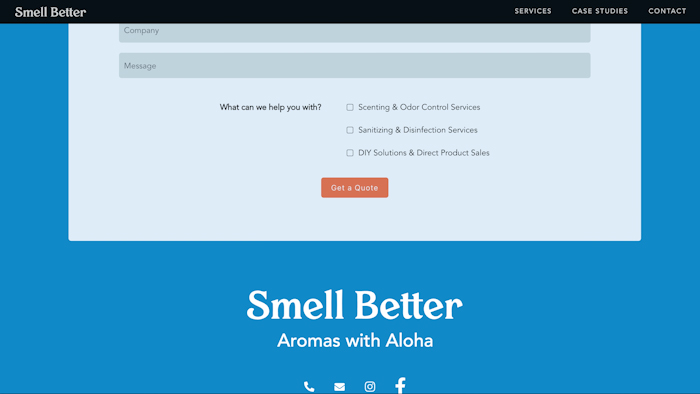 Smell Better SERVICES CASE STUDIES CONTACT
Company
Message
What can we help you with? Scenting & Odor Control Services
Sanitizing & Disinfection Services
DIY Solutions & Direct Product Sales
Get a Quote
Smell Better
Aromas with Aloha